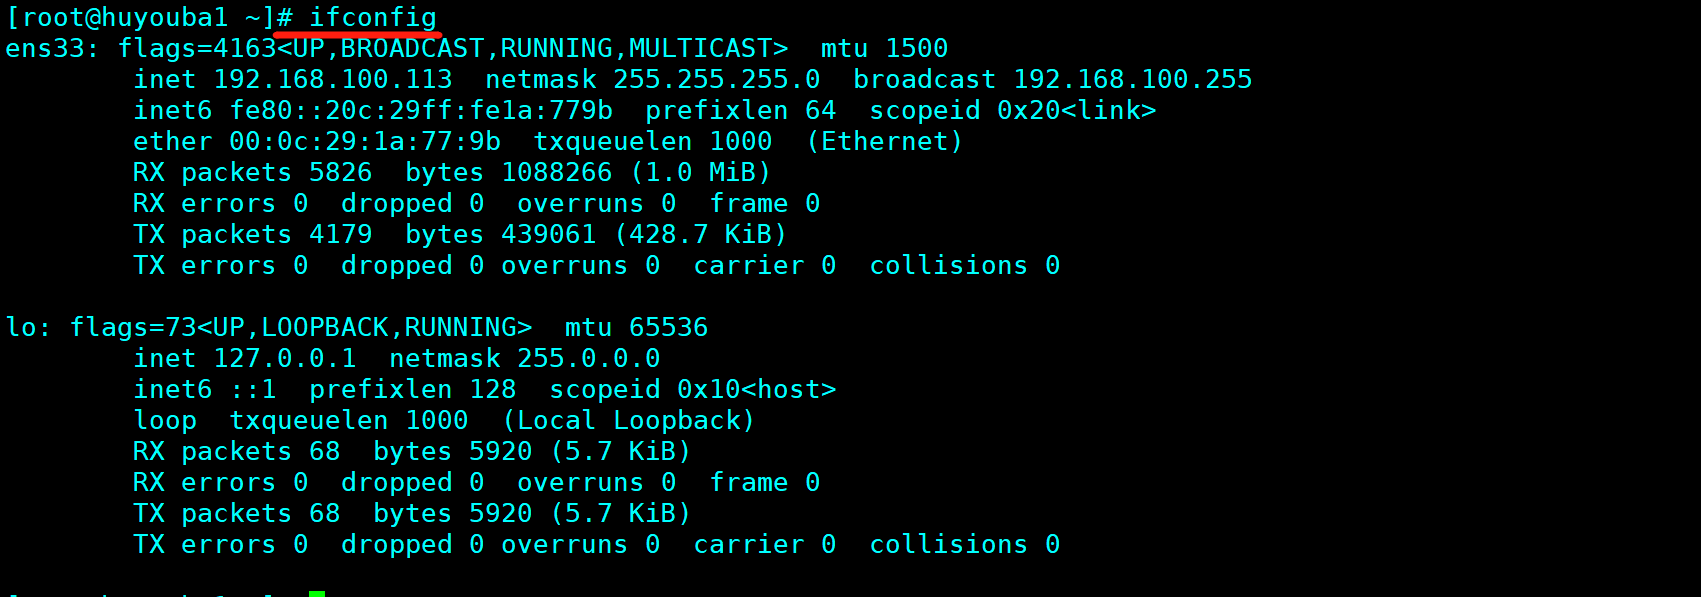 [root@huyouba1 ~]# ifconfig
ens33: flags=4163<UP,BROADCAST,RUNNING,MULTICAST>  mtu 1500
        inet 192.168.100.113  netmask 255.255.255.0  broadcast 192.168.100.255
        inet6 fe80::20c:29ff:fe1a:779b  prefixlen 64  scopeid 0x20<link>
        ether 00:0c:29:1a:77:9b  txqueuelen 1000  (Ethernet)
        RX packets 5826  bytes 1088266 (1.0 MiB)
        RX errors 0  dropped 0  overruns 0  frame 0
        TX packets 4179  bytes 439061 (428.7 KiB)
        TX errors 0  dropped 0 overruns 0  carrier 0  collisions 0
lo: flags=73<UP,LOOPBACK,RUNNING>  mtu 65536
        inet 127.0.0.1  netmask 255.0.0.0
        inet6 ::1  prefixlen 128  scopeid 0x10<host>
        loop  txqueuelen 1000  (Local Loopback)
        RX packets 68  bytes 5920 (5.7 KiB)
        RX errors 0  dropped 0  overruns 0  frame 0
        TX packets 68  bytes 5920 (5.7 KiB)
        TX errors 0  dropped 0 overruns 0  carrier 0  collisions 0